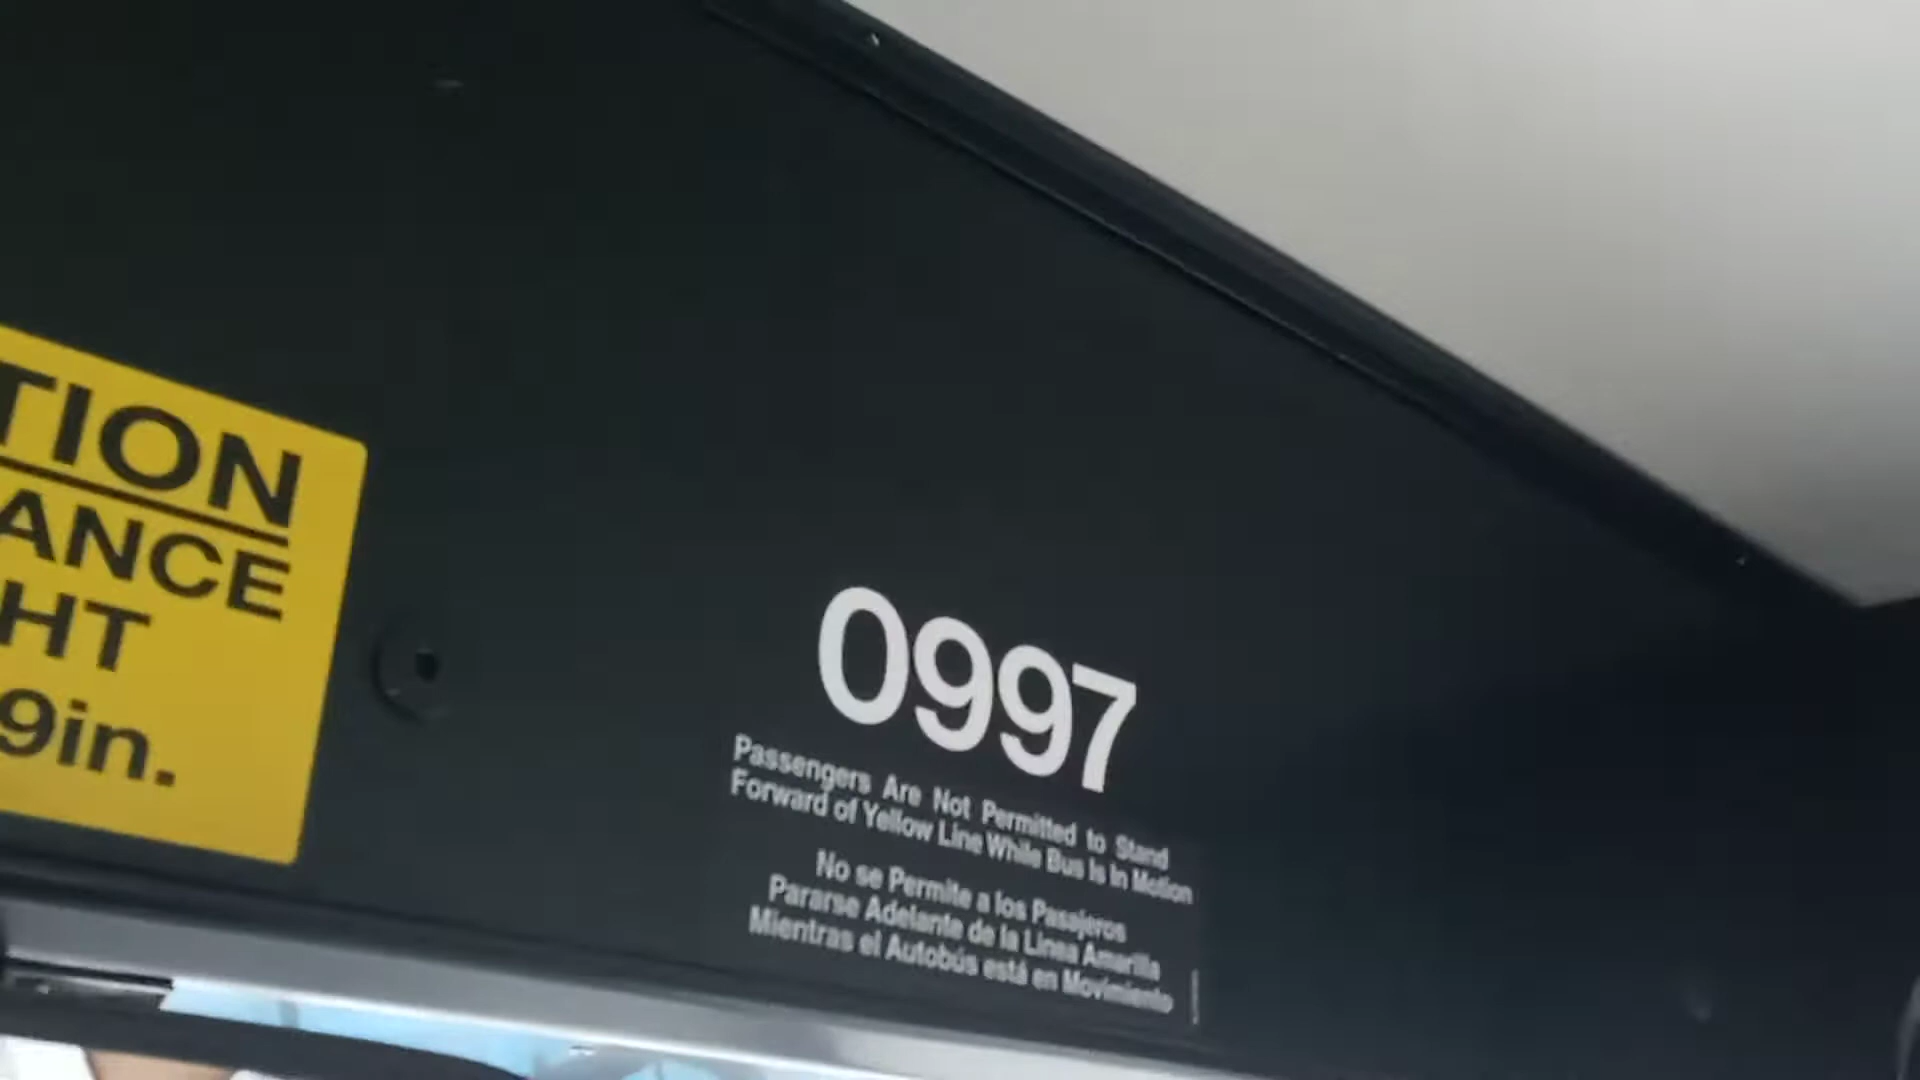 TION
ANCE
HT
9in.
0997
Passengers Are Not Permitted to Stand
Forward of Yellow Line While Bus Is In Motion
No se Permite a los Pasajeros
Pararse Adelante de la Linea Amarilla
Mientras el Autobús está en Movimiento